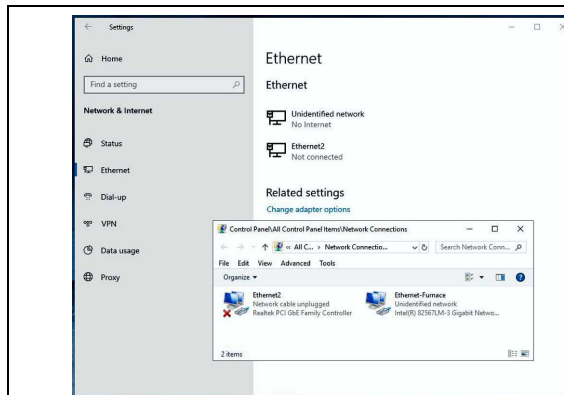 Settings
Home
Find a setting
Network & Internet
Status
Ethernet
Dial-up
VPN
Data usage
Proxy
Ethernet
Ethernet
Unidentified network
No Internet
Ethernet2
Not connected
Related settings
Change adapter options
Control Panel\All Control Panel Items\Network Connections
« All C... › Network Connectio...
Search Network Conn...
File Edit View Advanced Tools
Organize
Ethernet2
Network cable unplugged
Realtek PCI GbE Family Controller
Ethernet-Furnace
Unidentified network
Intel(R) 82567LM-3 Gigabit Netwo...
2 items